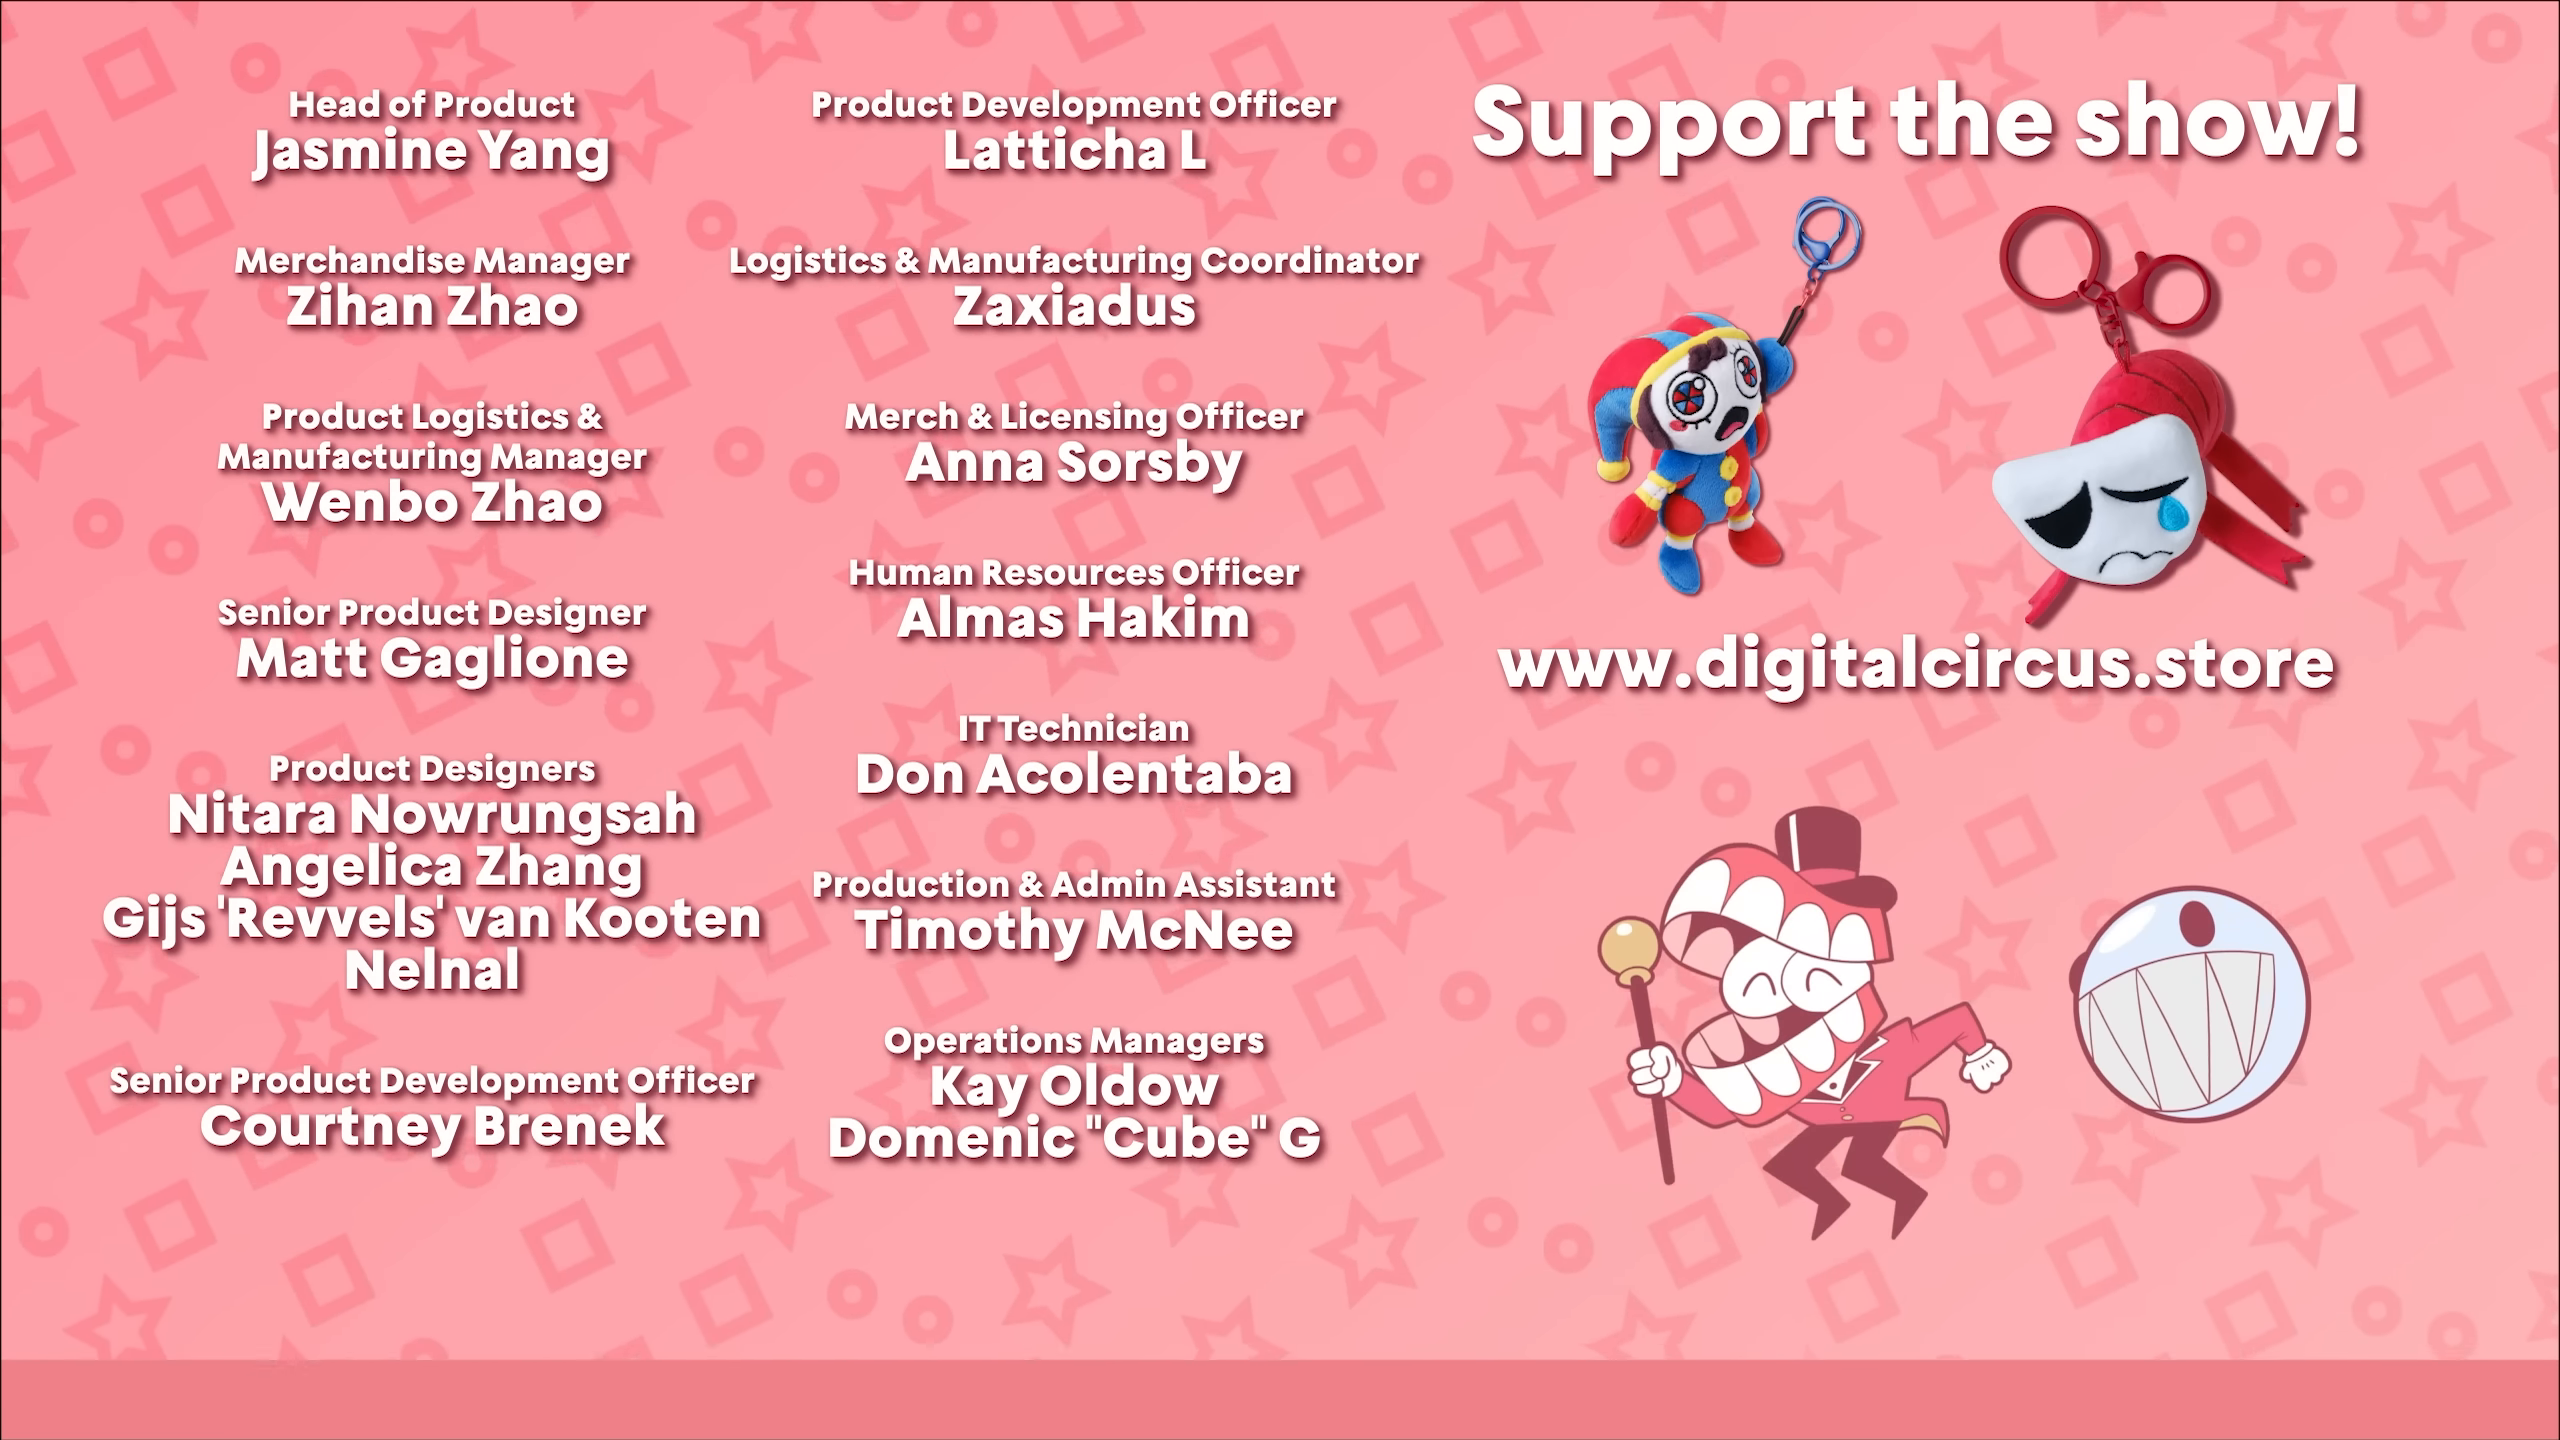 Head of Product
Jasmine Yang
Merchandise Manager
Zihan Zhao
Product Logistics &
Manufacturing Manager
Wenbo Zhao
Senior Product Designer
Matt Gaglione
Product Designers
Nitara Nowrungsah
Angelica Zhang
Gijs 'Revvels' van Kooten
Nelnal
Senior Product Development Officer
Courtney Brenek
Product Development Officer
Latticha L
Logistics & Manufacturing Coordinator
Zaxiadus
Merch & Licensing Officer
Anna Sorsby
Human Resources Officer
Almas Hakim
IT Technician
Don Acolentaba
Production & Admin Assistant
Timothy McNee
Operations Managers
Kay Oldow
Domenic "Cube" G
Support the show!
www.digitalcircus.store